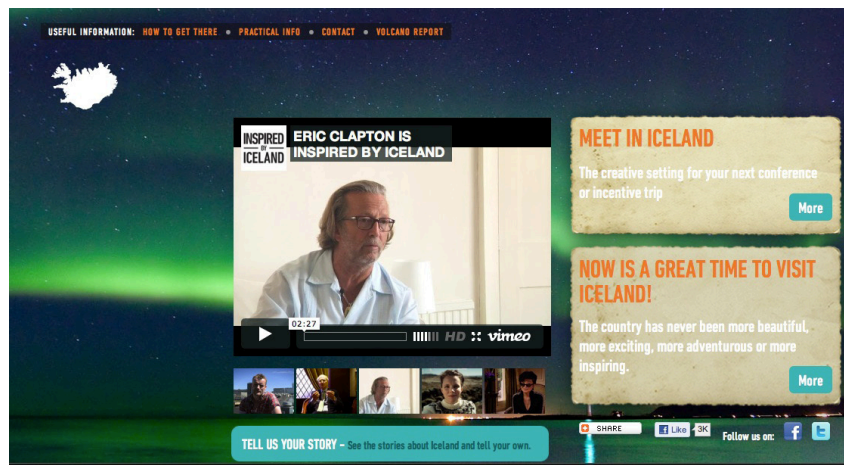 USEFUL INFORMATION: HOW TO GET THERE • PRACTICAL INFO • CONTACT • VOLCANO REPORT
INSPIRED
BY
ICELAND
ERIC CLAPTON IS
INSPIRED BY ICELAND
02:27
HD vimeo
TELL US YOUR STORY – See the stories about Iceland and tell your own.
MEET IN ICELAND
The creative setting for your next conference
or incentive trip
More
NOW IS A GREAT TIME TO VISIT
ICELAND!
The country has never been more beautiful,
more exciting, more adventurous or more
inspiring.
More
SHARE
Like 3K
Follow us on: